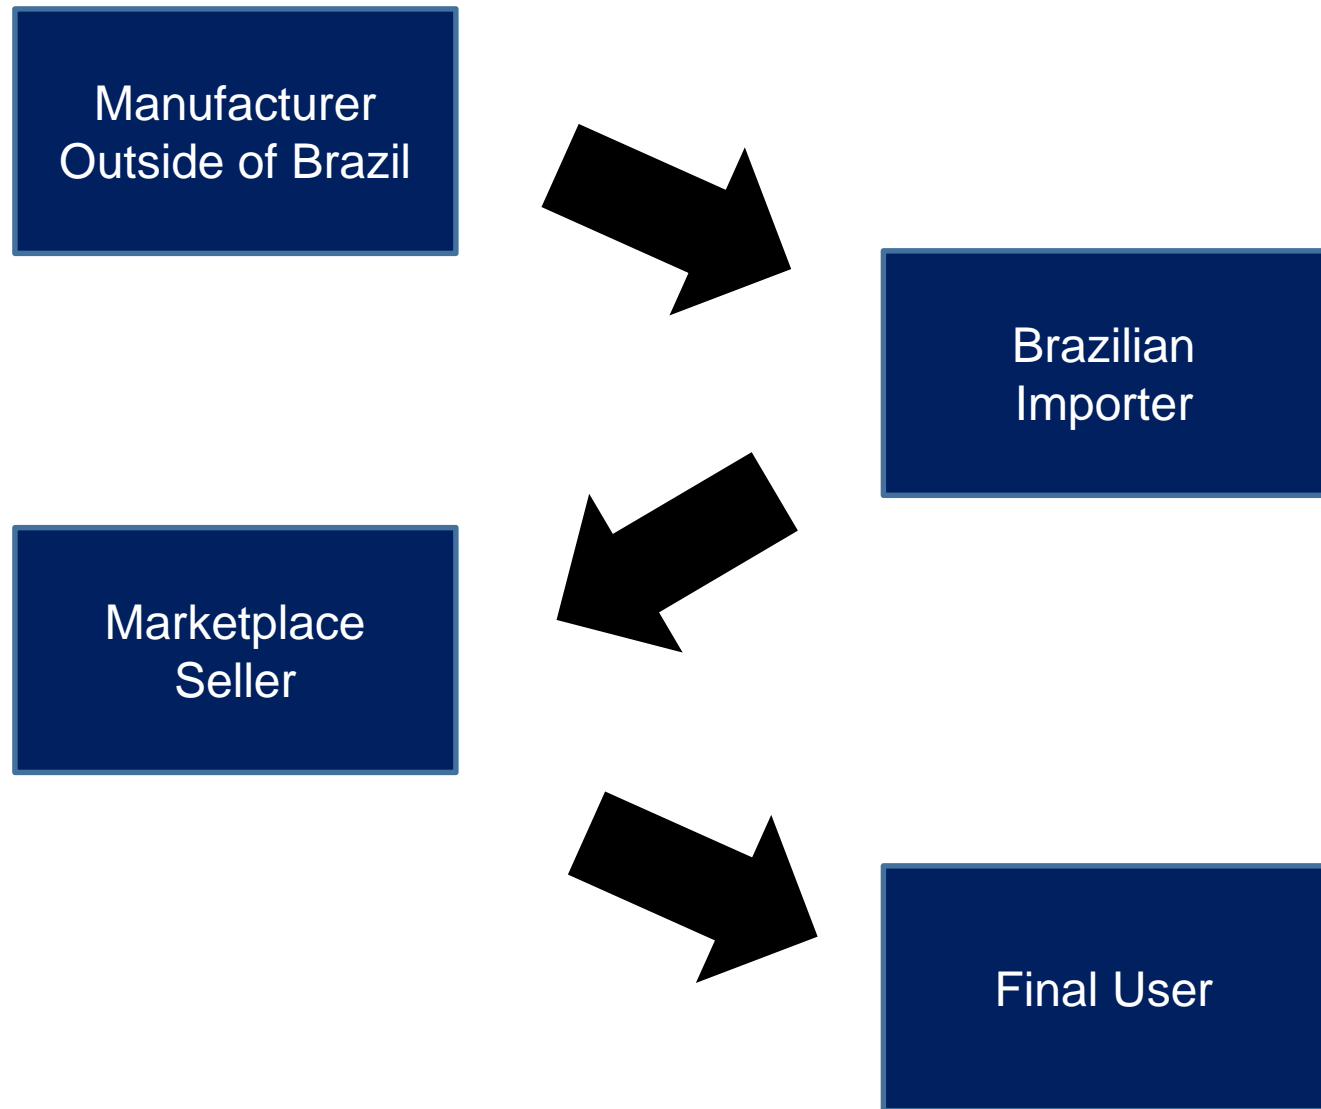 Manufacturer
Outside of Brazil
Brazilian
Importer
Marketplace
Seller
Final User